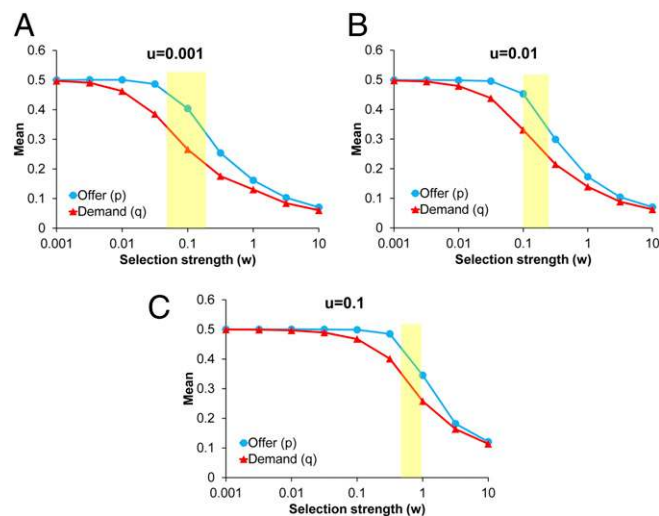 A
u=0.001
0.6
0.5
0.4
0.3
0.2
0.1
0
Mean
Offer (p)
Demand (q)
0.001 0.01 0.1 1 10
Selection strength (w)
B
u=0.01
0.6
0.5
0.4
0.3
0.2
0.1
0
Mean
Offer (p)
Demand (q)
0.001 0.01 0.1 1 10
Selection strength (w)
C
u=0.1
0.6
0.5
0.4
0.3
0.2
0.1
0
Mean
Offer (p)
Demand (q)
0.001 0.01 0.1 1 10
Selection strength (w)